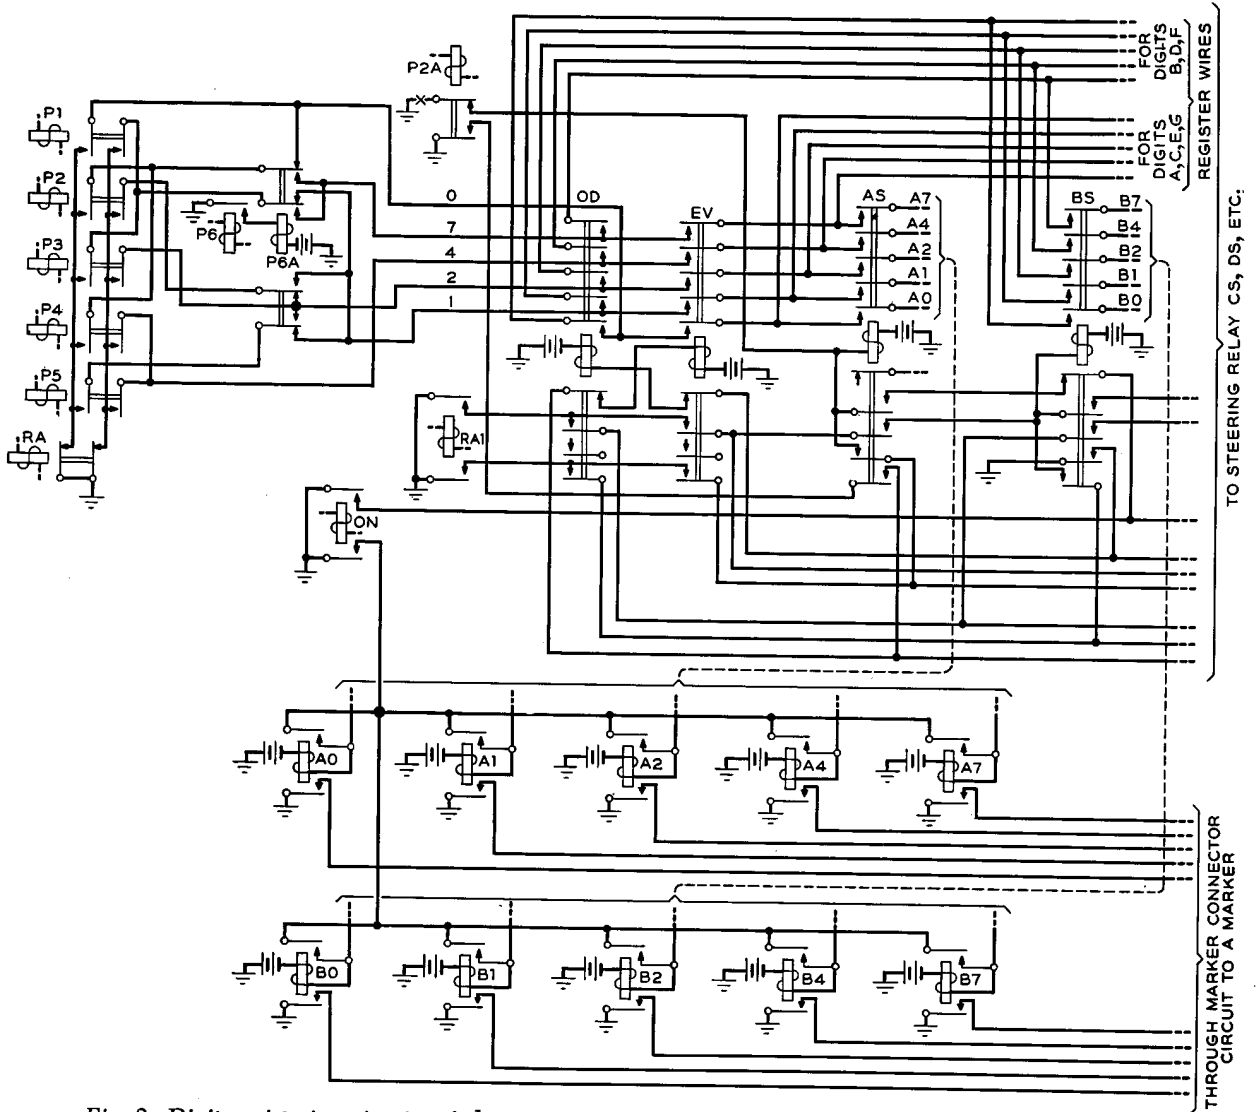 P2A
FOR
DIGITS
B,D,F
FOR
DIGITS
A,C,E,G
REGISTER WIRES
TO STEERING RELAY CS, DS, ETC.
P1
P2
P3
P4
P5
RA
P6
P6A
0
7
4
2
1
OD
EV
AS
A7
A4
A2
A1
A0
BS
B7
B4
B2
B1
B0
RA1
ON
A0
A1
A2
A4
A7
B0
B1
B2
B4
B7
THROUGH MARKER CONNECTOR
CIRCUIT TO A MARKER